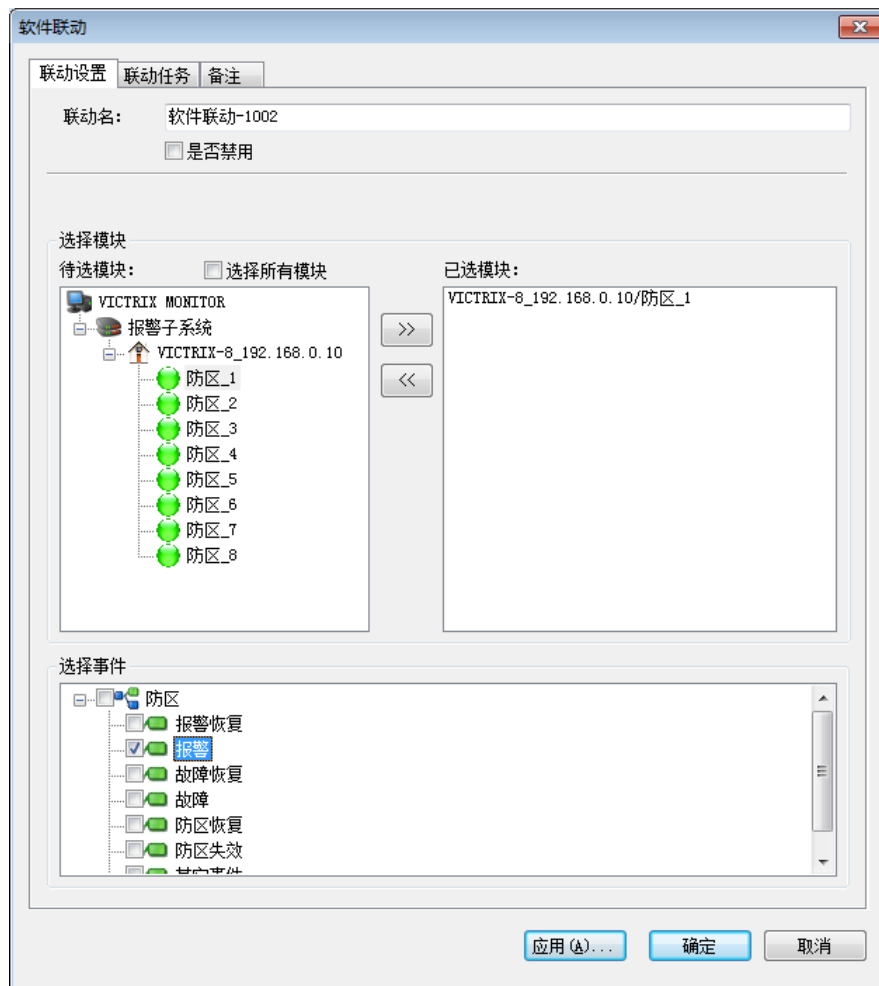 软件联动
联动设置 联动任务 备注
联动名: 软件联动-1002
是否禁用
选择模块
待选模块: 选择所有模块 已选模块:
VICTRIX MONITOR VICTRIX-8_192.168.0.10/防区_1
报警子系统
>>
VICTRIX-8_192.168.0.10
防区_1
<<
防区_2
防区_3
防区_4
防区_5
防区_6
防区_7
防区_8
选择事件
防区
报警恢复
报警
故障恢复
故障
防区恢复
防区失效
其它事件
应用(A)... 确定 取消